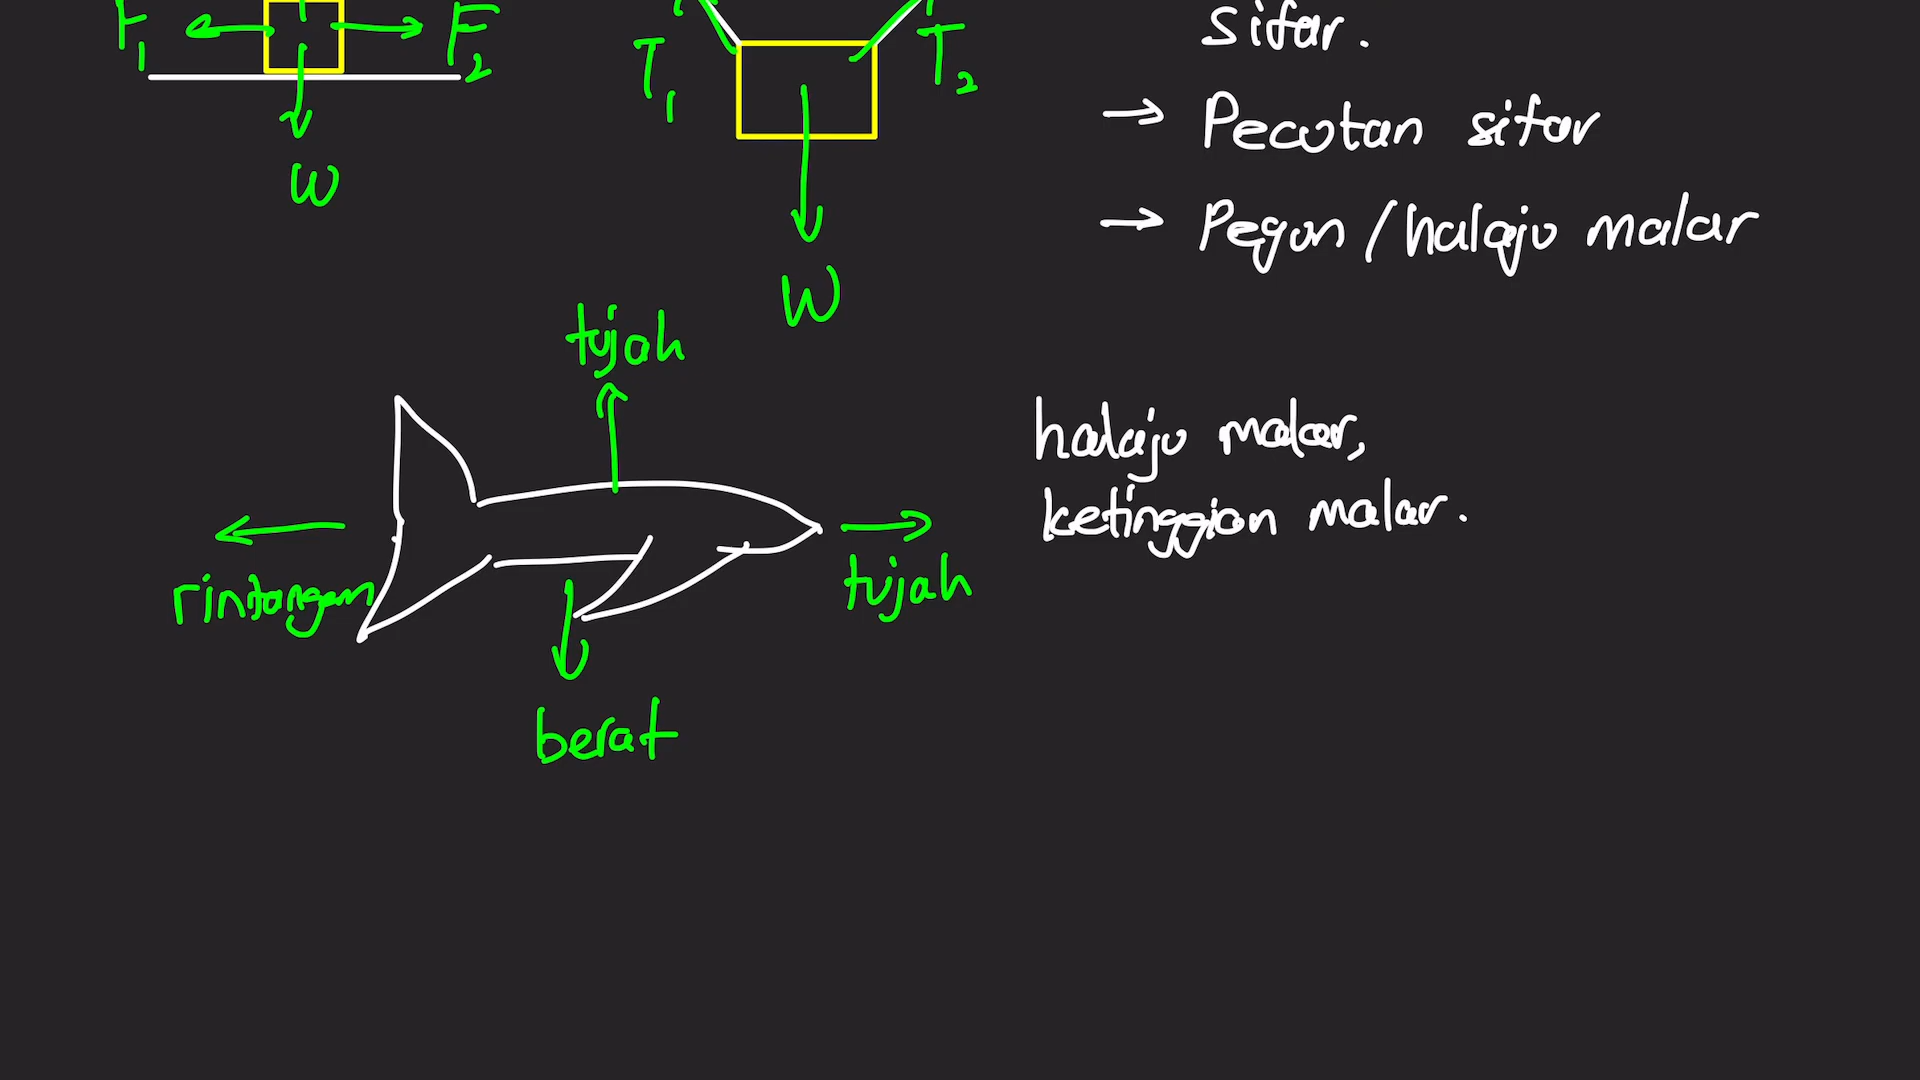 F1
F2
W
T1
T2
W
sifar.
→ Pecutan sifar
→ Pegun / halaju malar
tujah
rintangan
tujah
berat
halaju malar,
ketinggian malar.